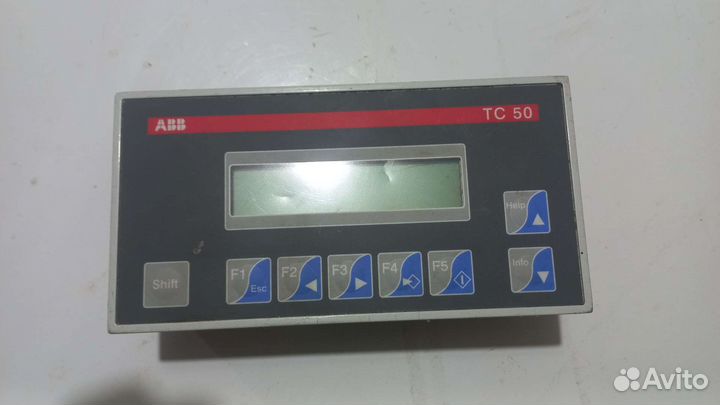 ABB TC 50
Help
Info
Shift F1 Esc F2 F3 F4 F5
Avito